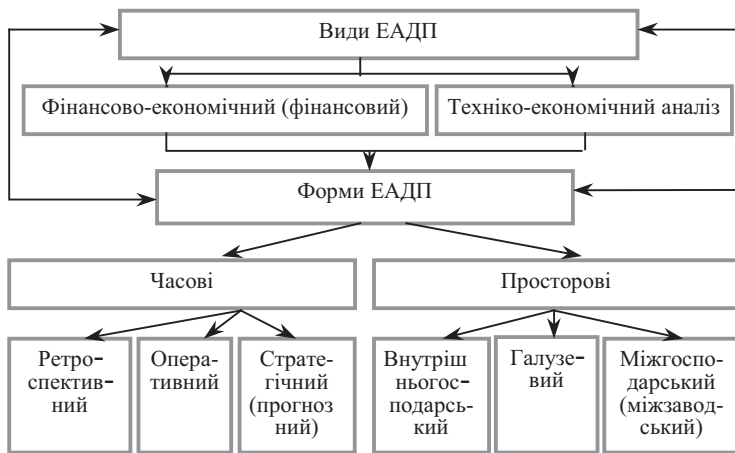 Види ЕАДП
Фінансово-економічний (фінансовий)
Техніко-економічний аналіз
Форми ЕАДП
Часові
Просторові
Ретро-
спектив-
ний
Опера-
тивний
Страте-
гічний
(прогноз
ний)
Внутріш
ньогос-
подарсь-
кий
Галузе-
вий
Міжгоспо-
дарський
(міжзаводсь-
ський)